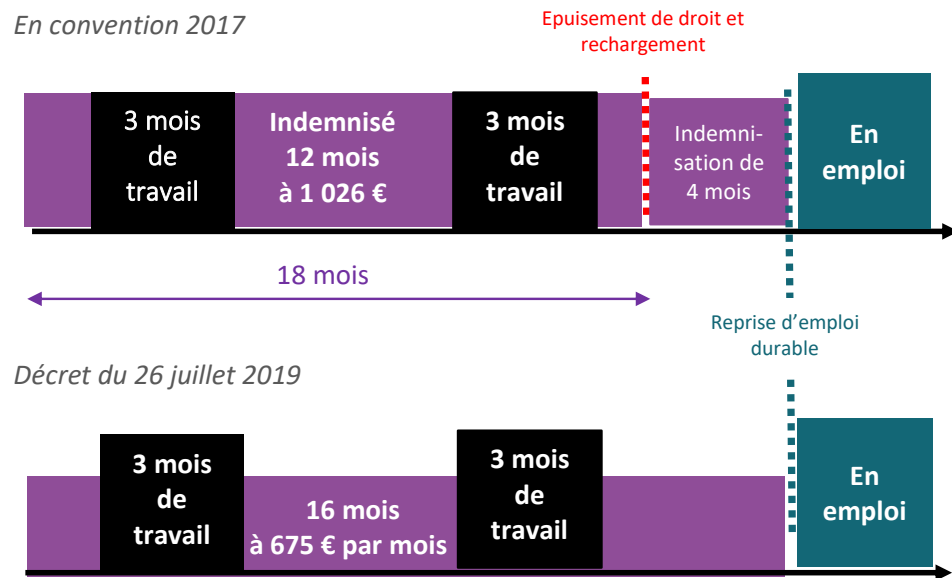 En convention 2017
Epuisement de droit et
rechargement
3 mois
de
travail
Indemnisé
12 mois
à 1 026 €
3 mois
de
travail
Indemni-
sation de
4 mois
En
emploi
18 mois
Reprise d'emploi
durable
Décret du 26 juillet 2019
3 mois
de
travail
16 mois
à 675 € par mois
3 mois
de
travail
En
emploi